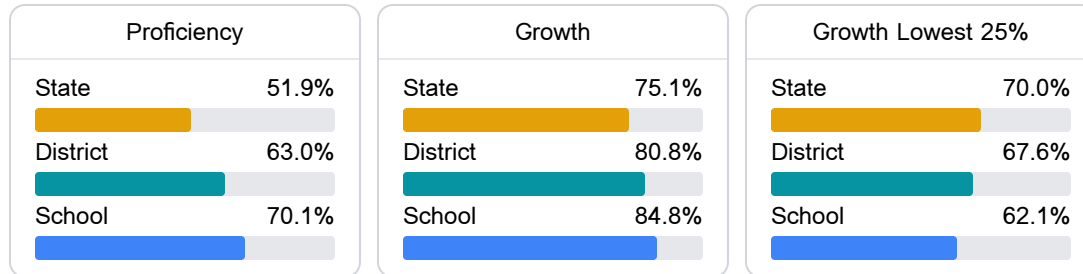 Proficiency
State 51.9%
District 63.0%
School 70.1%
Growth
State 75.1%
District 80.8%
School 84.8%
Growth Lowest 25%
State 70.0%
District 67.6%
School 62.1%